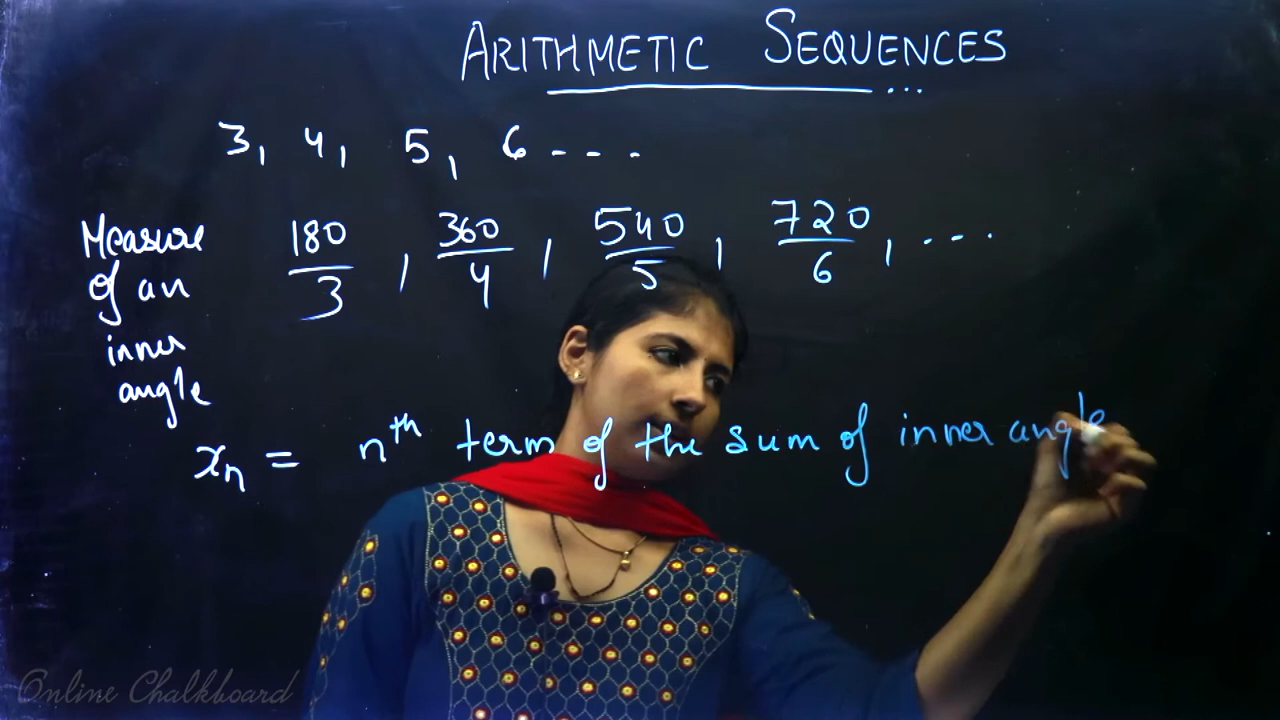 ARITHMETIC SEQUENCES ...
3, 4, 5, 6 - - -
Measure of an inner angle
180/3, 360/4, 540/5, 720/6, ...
xn = nth term of the sum of inner angle
Online Chalkboard